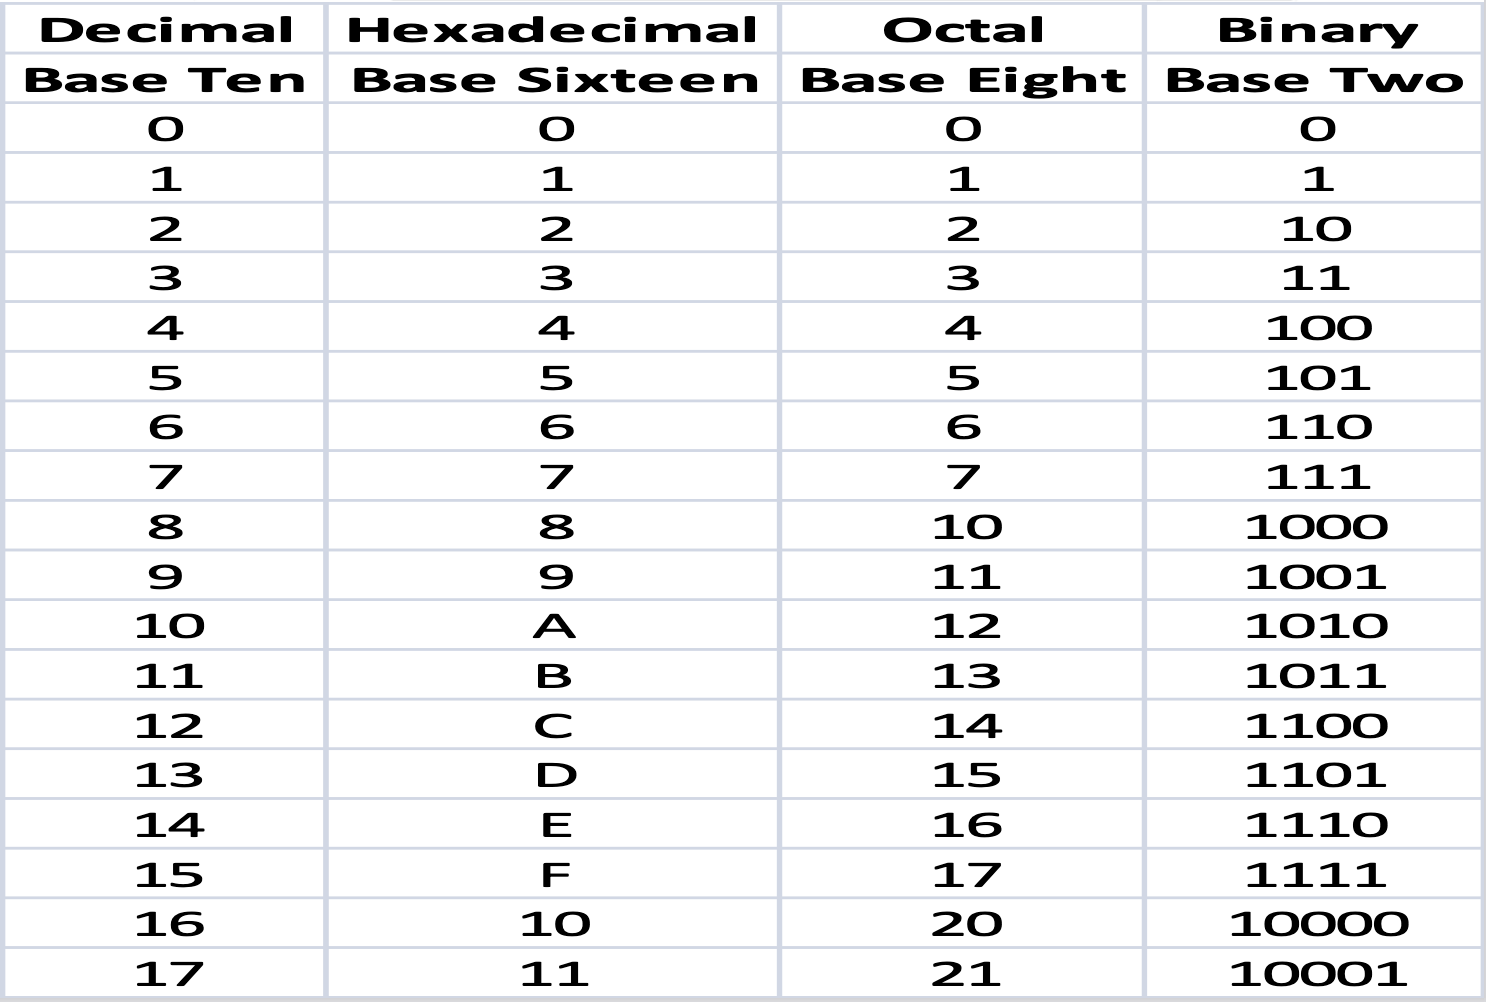 Decimal Hexadecimal Octal Binary
Base Ten Base Sixteen Base Eight Base Two
0 0 0 0
1 1 1 1
2 2 2 10
3 3 3 11
4 4 4 100
5 5 5 101
6 6 6 110
7 7 7 111
8 8 10 1000
9 9 11 1001
10 A 12 1010
11 B 13 1011
12 C 14 1100
13 D 15 1101
14 E 16 1110
15 F 17 1111
16 10 20 10000
17 11 21 10001